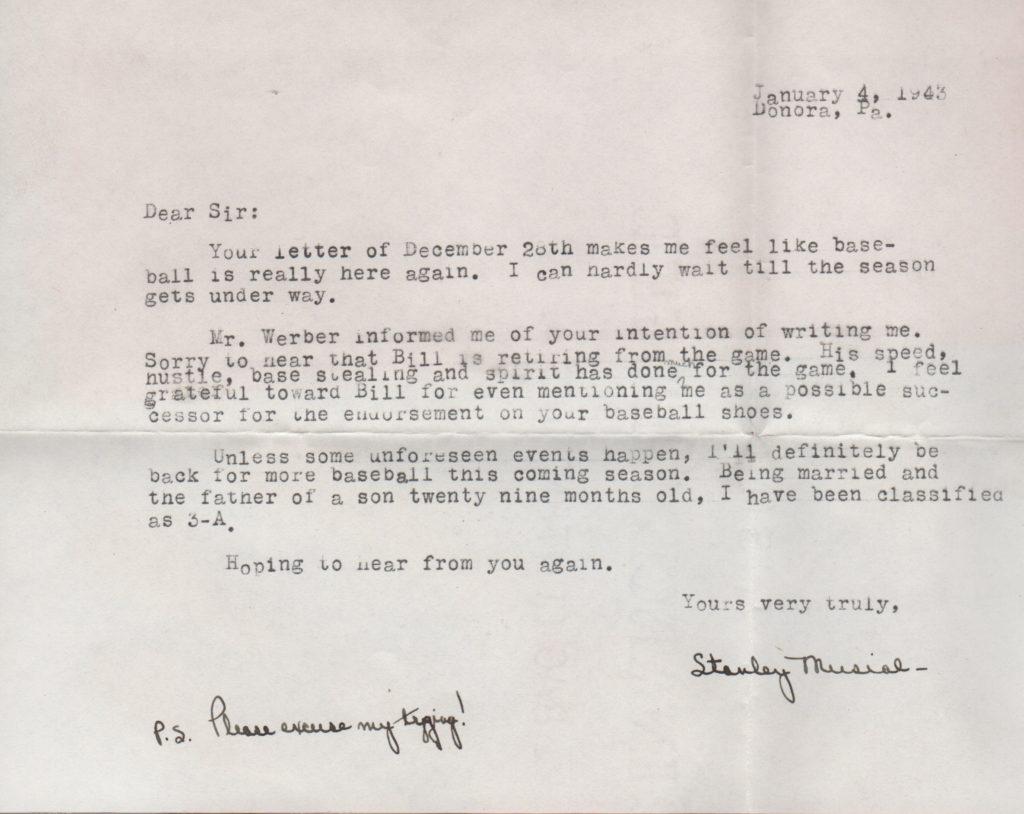 January 4, 1943
Donora, Pa.
Dear Sir:
Your letter of December makes me feel like base-
ball is really here again. I can hardly wait till the season
gets under way.
Mr. Werber informed me of your intention of writing me.
Sorry to hear that Bill is retiring from the game. His speed,
hustle, base stealing and spirit has done for the game. I feel
grateful toward Bill for even mentioning me as a possible suc-
cessor for the endorsement on your baseball shoes.
Unless some unforeseen events happen, I'll definitely be
back for more baseball this coming season. Being married and
the father of a son twenty nine months old, I have been classified
as 3-A.
Hoping to hear from you again.
Yours very truly,
Stanley Musial-
P.S. Please excuse my typing!